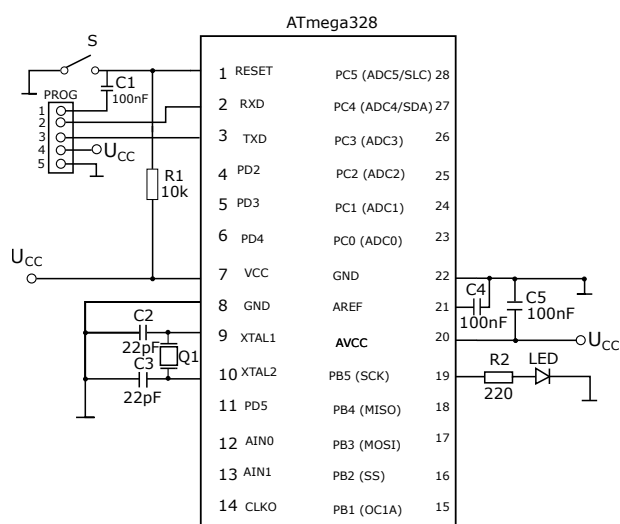 ATmega328
S
C1
100nF
PROG
1
2
3
4
5
U_CC
R1
10k
U_CC
1 RESET
2 RXD
3 TXD
4 PD2
5 PD3
6 PD4
7 VCC
8 GND
9 XTAL1
10 XTAL2
11 PD5
12 AIN0
13 AIN1
14 CLKO
PC5 (ADC5/SLC) 28
PC4 (ADC4/SDA) 27
PC3 (ADC3) 26
PC2 (ADC2) 25
PC1 (ADC1) 24
PC0 (ADC0) 23
GND 22
AREF 21
AVCC 20
PB5 (SCK) 19
PB4 (MISO) 18
PB3 (MOSI) 17
PB2 (SS) 16
PB1 (OC1A) 15
C2
22pF
Q1
C3
22pF
C4
100nF
C5
100nF
U_CC
R2
220
LED